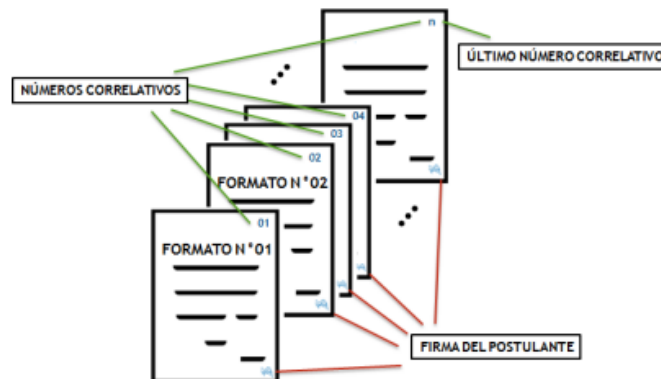 n
ÚLTIMO NÚMERO CORRELATIVO
NÚMEROS CORRELATIVOS
04
03
02
FORMATO N°02
01
FORMATO N°01
FIRMA DEL POSTULANTE